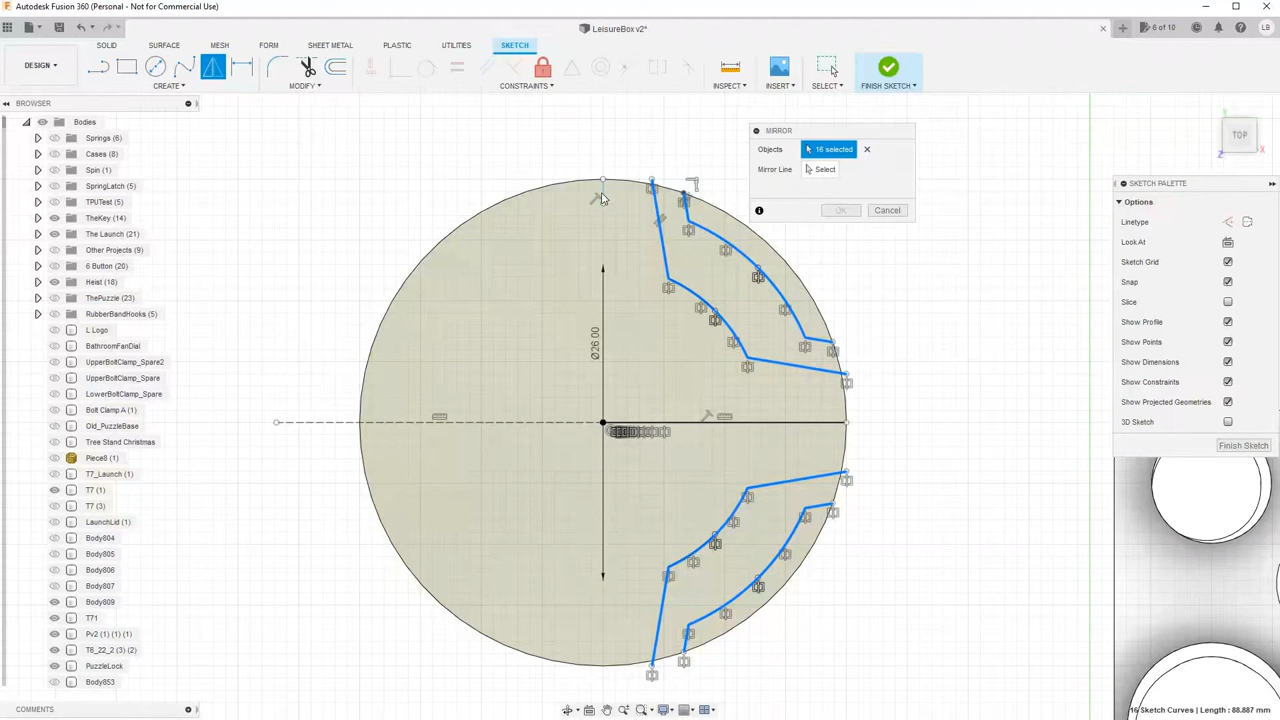 Autodesk Fusion 360 (Personal - Not for Commercial Use)
LeisureBox v2*
6 of 10
LB
DESIGN
SOLID
SURFACE
MESH
FORM
SHEET METAL
PLASTIC
UTILITIES
SKETCH
CREATE
MODIFY
CONSTRAINTS
INSPECT
INSERT
SELECT
FINISH SKETCH
BROWSER
Bodies
Springs (6)
Cases (8)
Spin (1)
SpringLatch (5)
TPUTest (5)
TheKey (14)
The Launch (21)
Other Projects (9)
6 Button (20)
Heist (18)
ThePuzzle (23)
RubberBandHooks (5)
L Logo
BathroomFanDial
UpperBoltClamp_Spare2
UpperBoltClamp_Spare
LowerBoltClamp_Spare
Bolt Clamp A (1)
Old_PuzzleBase
Tree Stand Christmas
Piece8 (1)
T7_Launch (1)
T7 (1)
T7 (3)
LaunchLid (1)
Body804
Body805
Body806
Body807
Body809
T71
Pv2 (1) (1) (1)
T6_22_2 (3) (2)
PuzzleLock
Body853
COMMENTS
Ø26.00
MIRROR
Objects
16 selected
Mirror Line
Select
OK
Cancel
TOP
Y
X
Z
SKETCH PALETTE
Options
Linetype
Look At
Sketch Grid
Snap
Slice
Show Profile
Show Points
Show Dimensions
Show Constraints
Show Projected Geometries
3D Sketch
Finish Sketch
16 Sketch Curves | Length : 88.887 mm